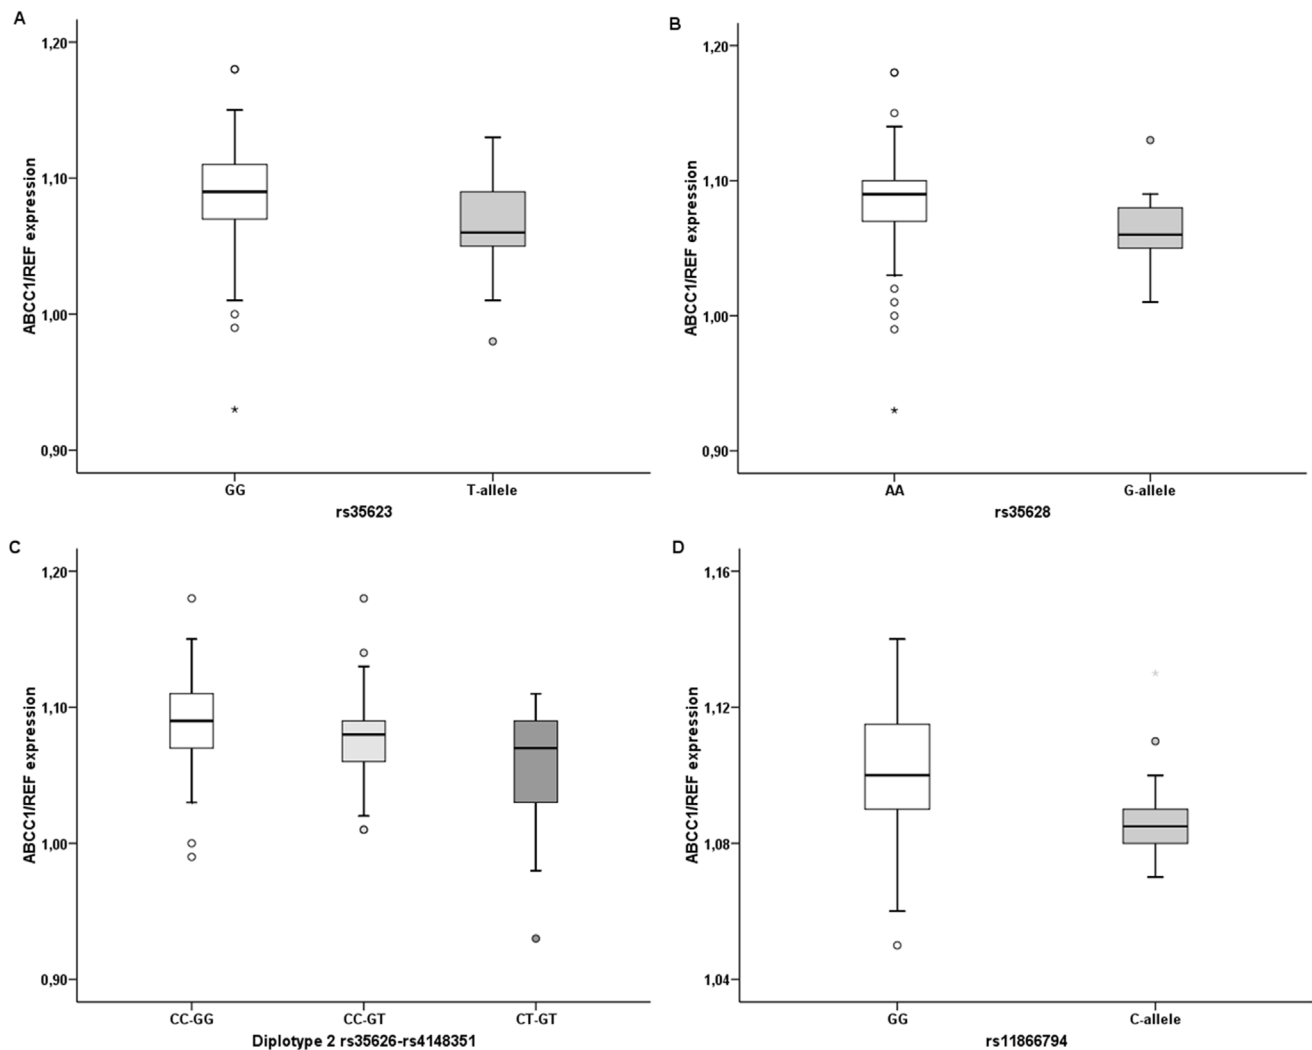 A
1,20
1,10
1,00
0,90
ABCC1/REF expression
GG
T-allele
rs35623
B
1,20
1,10
1,00
0,90
ABCC1/REF expression
AA
G-allele
rs35628
C
1,20
1,10
1,00
0,90
ABCC1/REF expression
CC-GG
CC-GT
CT-GT
Diplotype 2 rs35626-rs4148351
D
1,16
1,12
1,08
1,04
ABCC1/REF expression
GG
C-allele
rs11866794